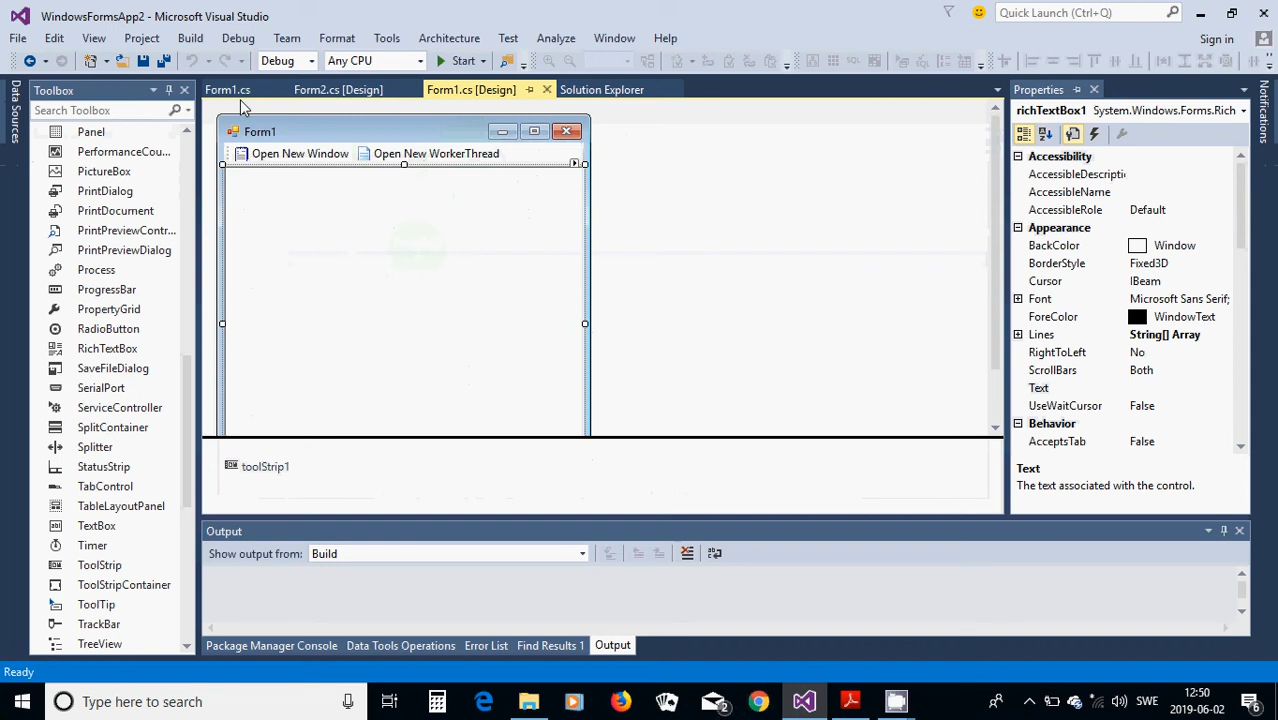 WindowsFormsApp2 - Microsoft Visual Studio
Quick Launch (Ctrl+Q)
File Edit View Project Build Debug Team Format Tools Architecture Test Analyze Window Help
Sign in
Debug Any CPU Start
Data Sources
Toolbox
Search Toolbox
Panel
PerformanceCou...
PictureBox
PrintDialog
PrintDocument
PrintPreviewContr...
PrintPreviewDialog
Process
ProgressBar
PropertyGrid
RadioButton
RichTextBox
SaveFileDialog
SerialPort
ServiceController
SplitContainer
Splitter
StatusStrip
TabControl
TableLayoutPanel
TextBox
Timer
ToolStrip
ToolStripContainer
ToolTip
TrackBar
TreeView
Form1.cs Form2.cs [Design] Form1.cs [Design] Solution Explorer
Form1
Open New Window Open New WorkerThread
toolStrip1
Output
Show output from: Build
Package Manager Console Data Tools Operations Error List Find Results 1 Output
Properties
richTextBox1 System.Windows.Forms.Rich
Accessibility
AccessibleDescripti
AccessibleName
AccessibleRole Default
Appearance
BackColor Window
BorderStyle Fixed3D
Cursor IBeam
Font Microsoft Sans Serif;
ForeColor WindowText
Lines String[] Array
RightToLeft No
ScrollBars Both
Text
UseWaitCursor False
Behavior
AcceptsTab False
Text
The text associated with the control.
Ready
Type here to search
2
SWE
12:50
2019-06-02
6